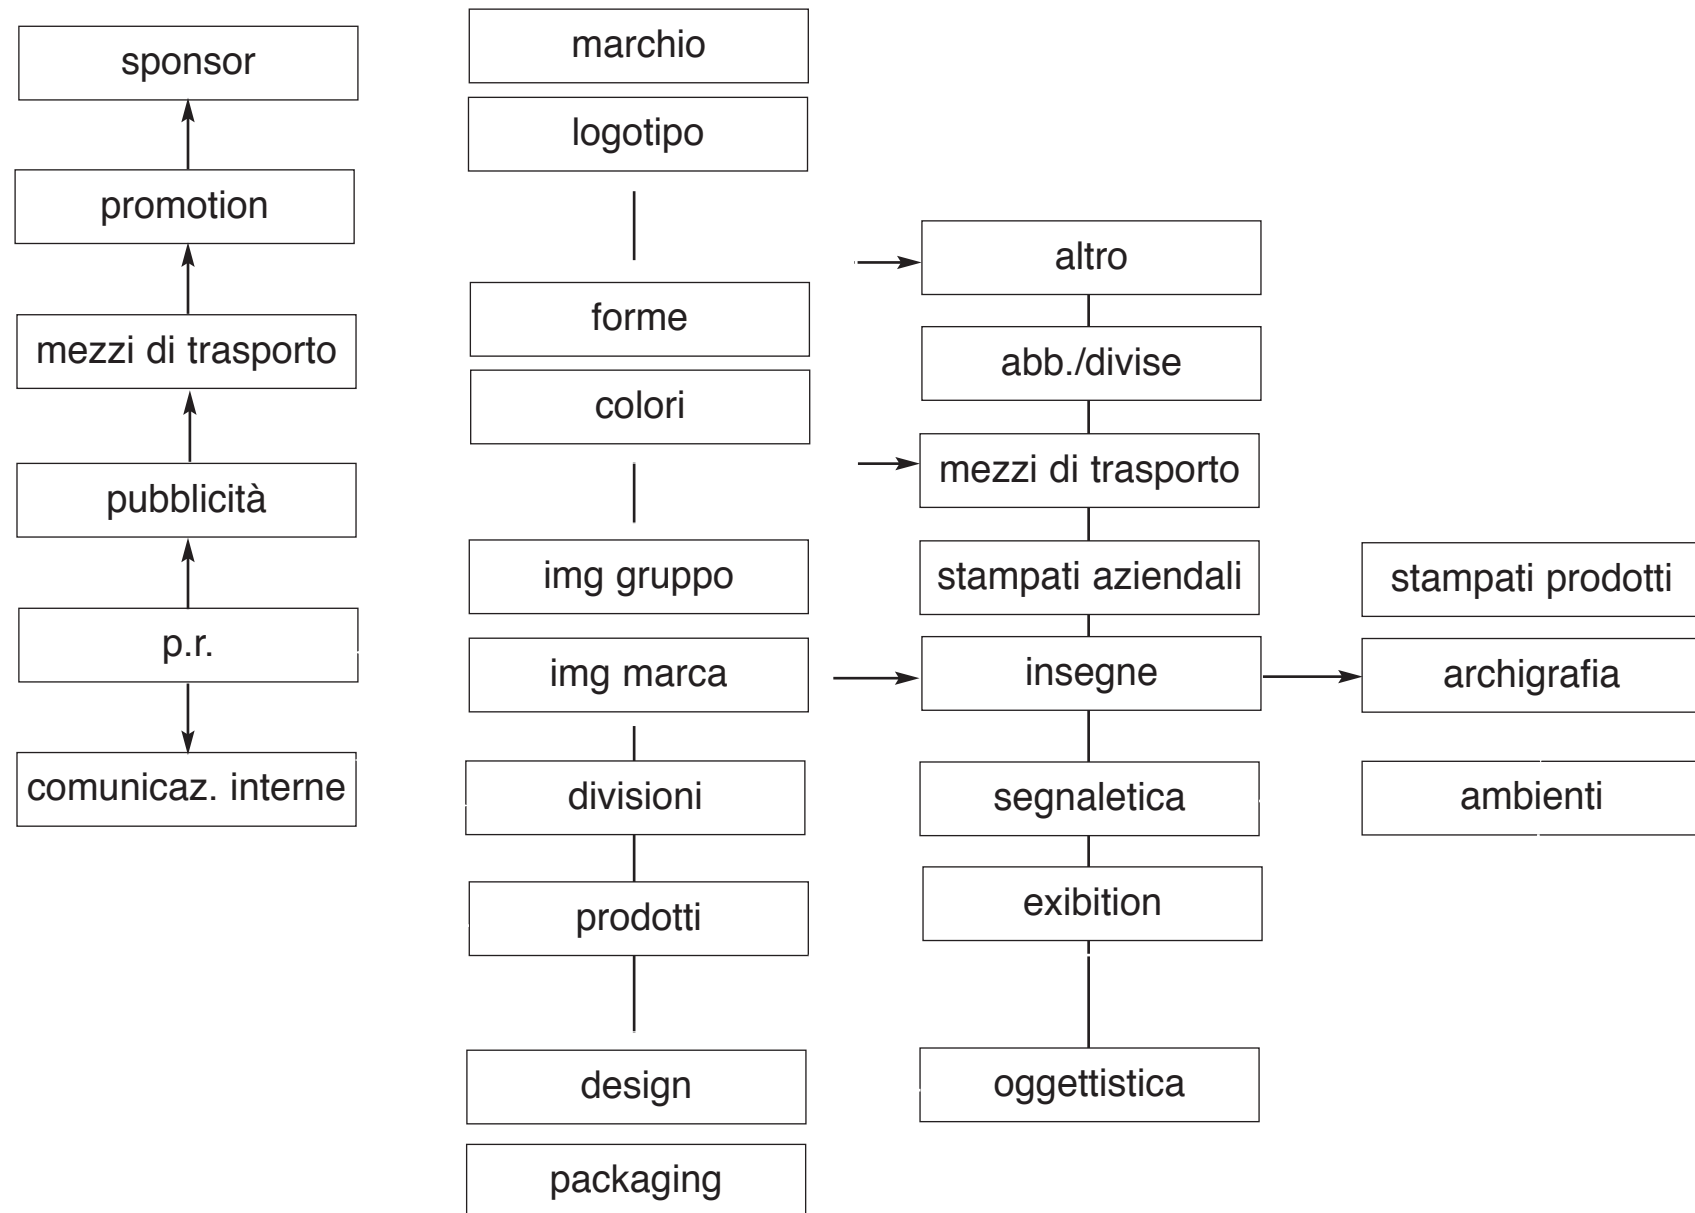 sponsor
promotion
mezzi di trasporto
pubblicità
p.r.
comunicaz. interne
marchio
logotipo
forme
colori
img gruppo
img marca
divisioni
prodotti
design
packaging
altro
abb./divise
mezzi di trasporto
stampati aziendali
insegne
segnaletica
exibition
oggettistica
stampati prodotti
archigrafia
ambienti